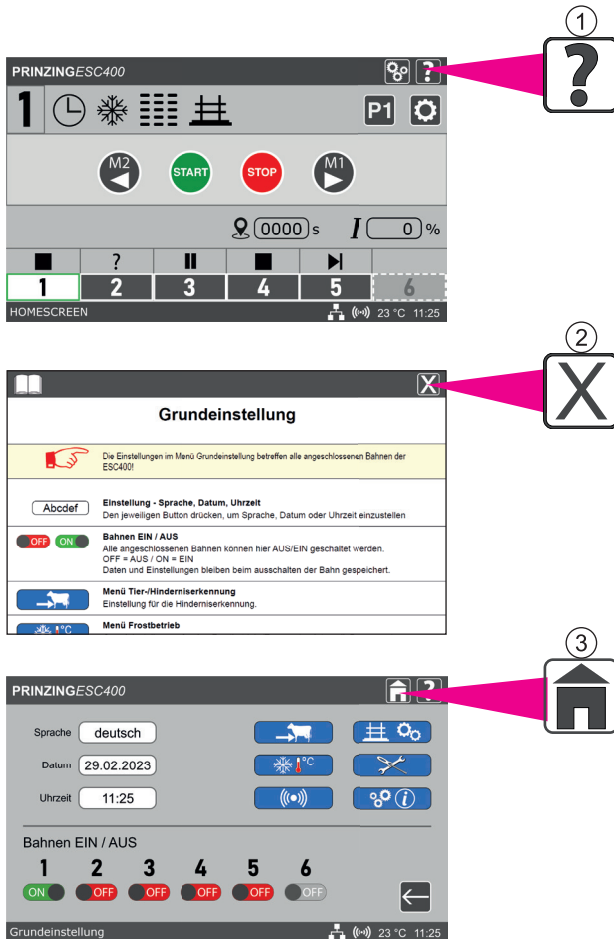 1
PRINZINGESC400
?
?
1
P1
M2
START
STOP
M1
0000 s
I 0 %
?
1 2 3 4 5 6
HOMESCREEN
23 °C 11:25
2
X
X
Grundeinstellung
Die Einstellungen im Menü Grundeinstellung betreffen alle angeschlossenen Bahnen der
ESC400!
Abcdef
Einstellung - Sprache, Datum, Uhrzeit
Den jeweiligen Button drücken, um Sprache, Datum oder Uhrzeit einzustellen
OFF ON
Bahnen EIN / AUS
Alle angeschlossenen Bahnen können hier AUS/EIN geschaltet werden.
OFF = AUS / ON = EIN
Daten und Einstellungen bleiben beim ausschalten der Bahn gespeichert.
Menü Tier-/Hinderniserkennung
Einstellung für die Hinderniserkennung.
°C
Menü Frostbetrieb
3
PRINZINGESC400
?
Sprache deutsch
Datum 29.02.2023
°C
Uhrzeit 11:25
i
Bahnen EIN / AUS
1 2 3 4 5 6
ON OFF OFF OFF OFF OFF
Grundeinstellung
23 °C 11:25